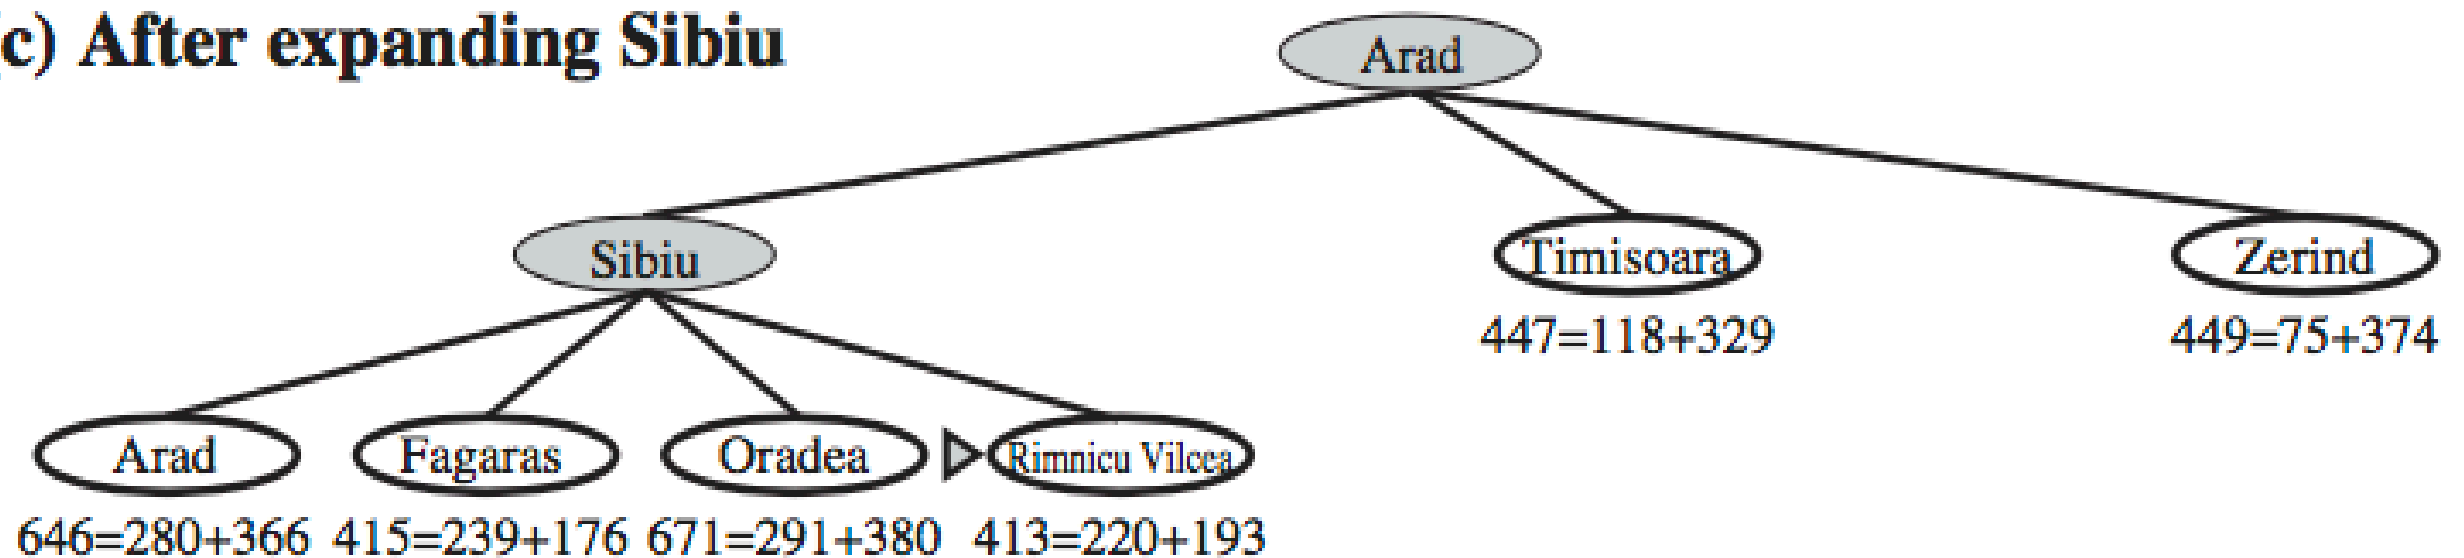 c) After expanding Sibiu
Arad
Sibiu
Timisoara
Zerind
447=118+329
449=75+374
Arad
Fagaras
Oradea
Rimnicu Vilcea
646=280+366
415=239+176
671=291+380
413=220+193